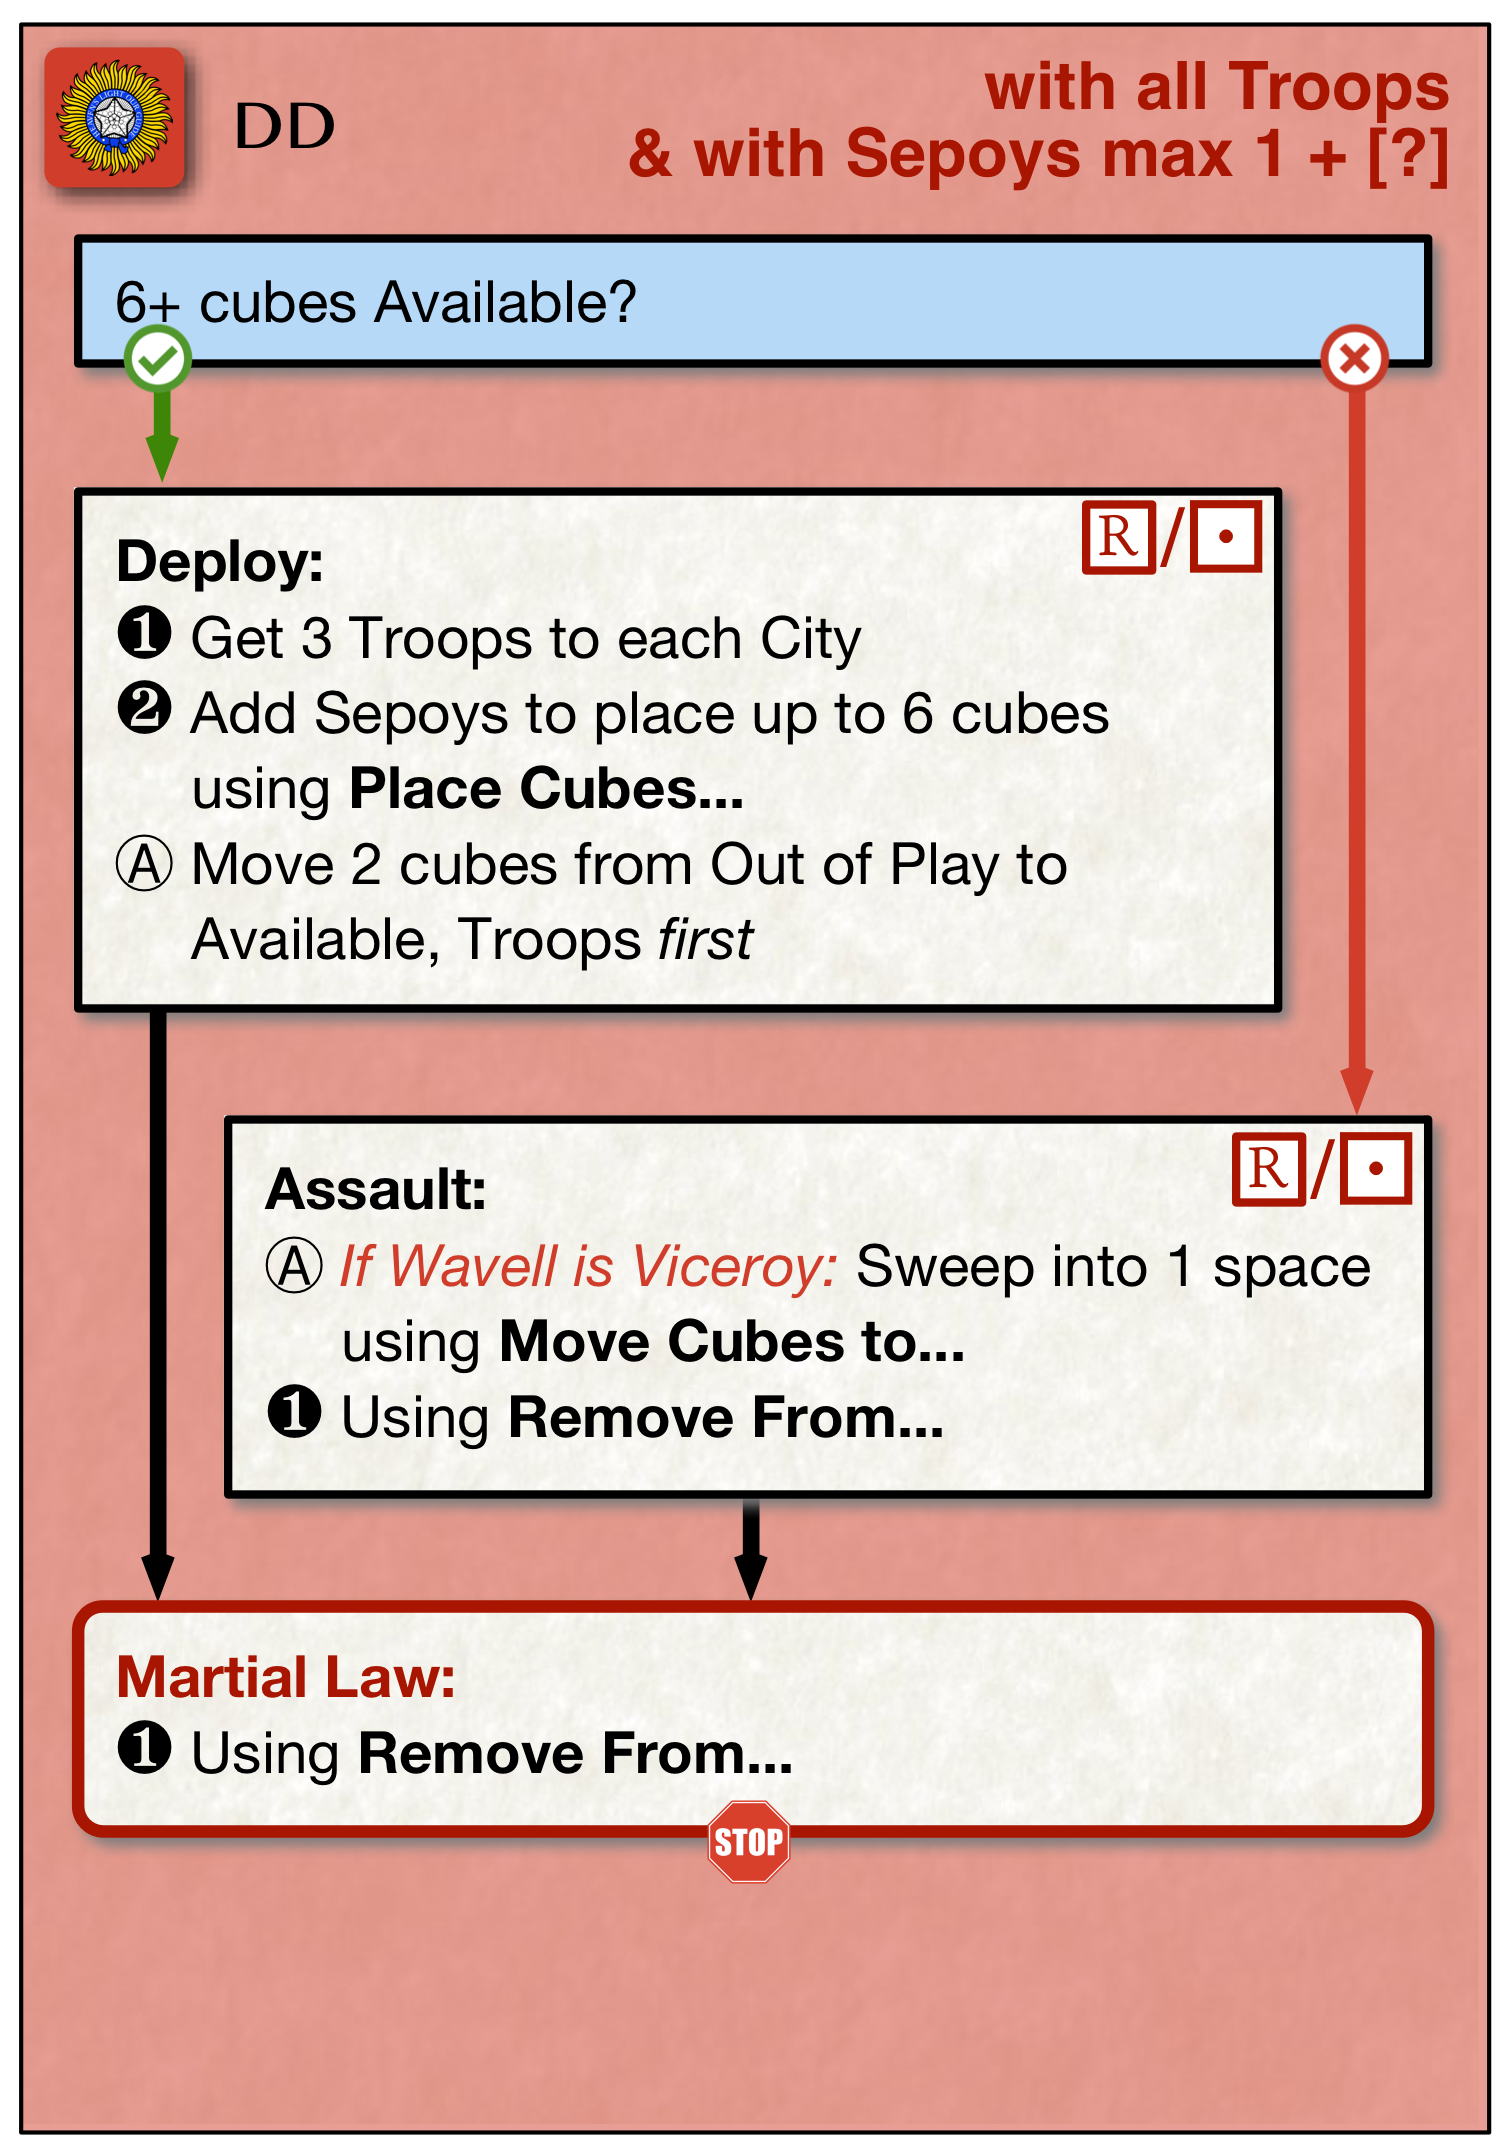 DD
with all Troops
& with Sepoys max 1 + [?]
6+ cubes Available?
R/
Deploy:
❶ Get 3 Troops to each City
❷ Add Sepoys to place up to 6 cubes
using Place Cubes...
Ⓐ Move 2 cubes from Out of Play to
Available, Troops first
R/
Assault:
Ⓐ If Wavell is Viceroy: Sweep into 1 space
using Move Cubes to...
❶ Using Remove From...
Martial Law:
❶ Using Remove From...
STOP